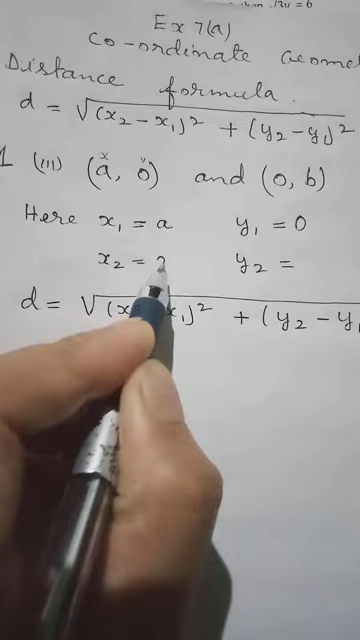 Ex 7(a)
Co-ordinate Geome
Distance formula.
d = √(x₂ − x₁)² + (y₂ − y₁)²
1 (iii) (a, 0) and (0, b)
x y
Here x₁ = a y₁ = 0
x₂ = y₂ =
d = √(x x₁)² + (y₂ − y